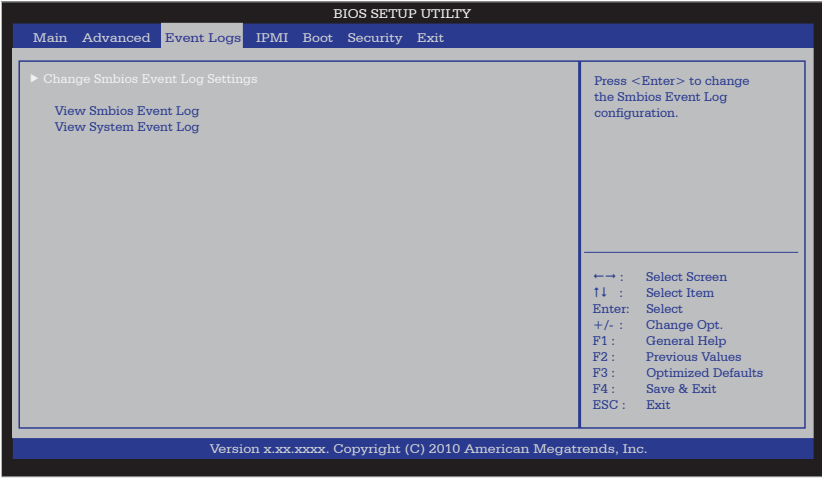 BIOS SETUP UTILTY
Main Advanced Event Logs IPMI Boot Security Exit
▶ Change Smbios Event Log Settings
View Smbios Event Log
View System Event Log
Press <Enter> to change
the Smbios Event Log
configuration.
←→ : Select Screen
↑↓ : Select Item
Enter: Select
+/- : Change Opt.
F1 : General Help
F2 : Previous Values
F3 : Optimized Defaults
F4 : Save & Exit
ESC : Exit
Version x.xx.xxxx. Copyright (C) 2010 American Megatrends, Inc.